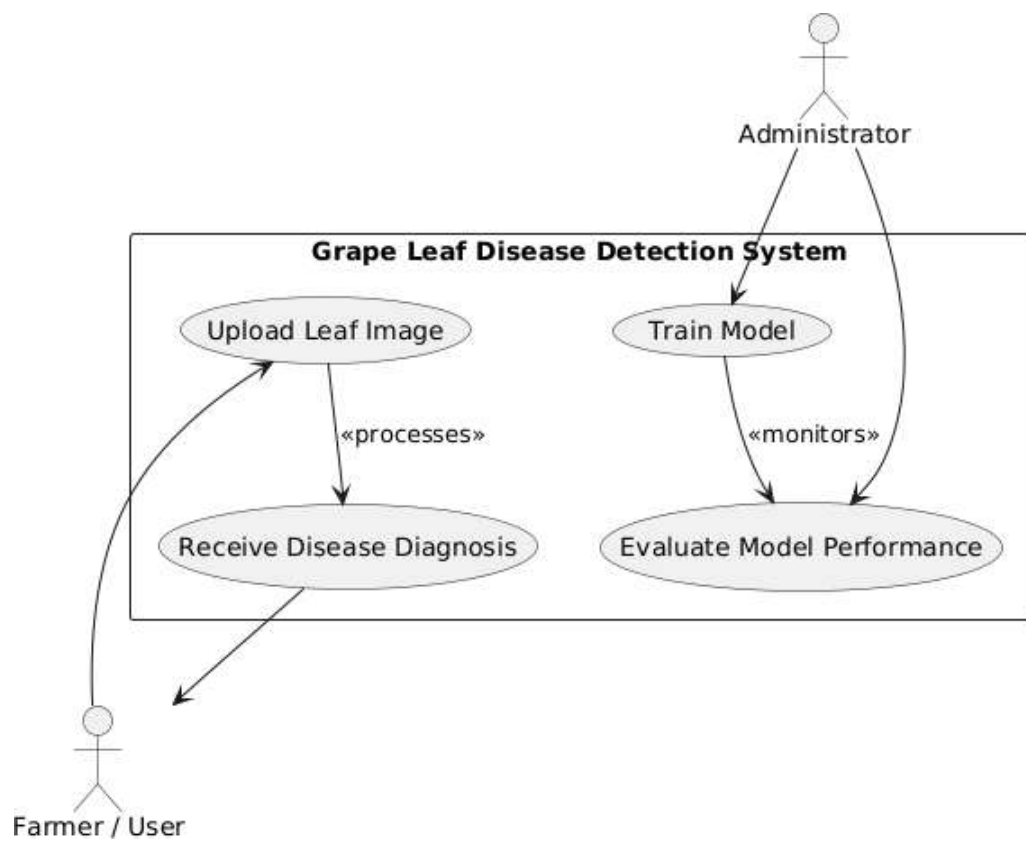 Administrator
Grape Leaf Disease Detection System
Upload Leaf Image
Train Model
«processes»
«monitors»
Receive Disease Diagnosis
Evaluate Model Performance
Farmer / User